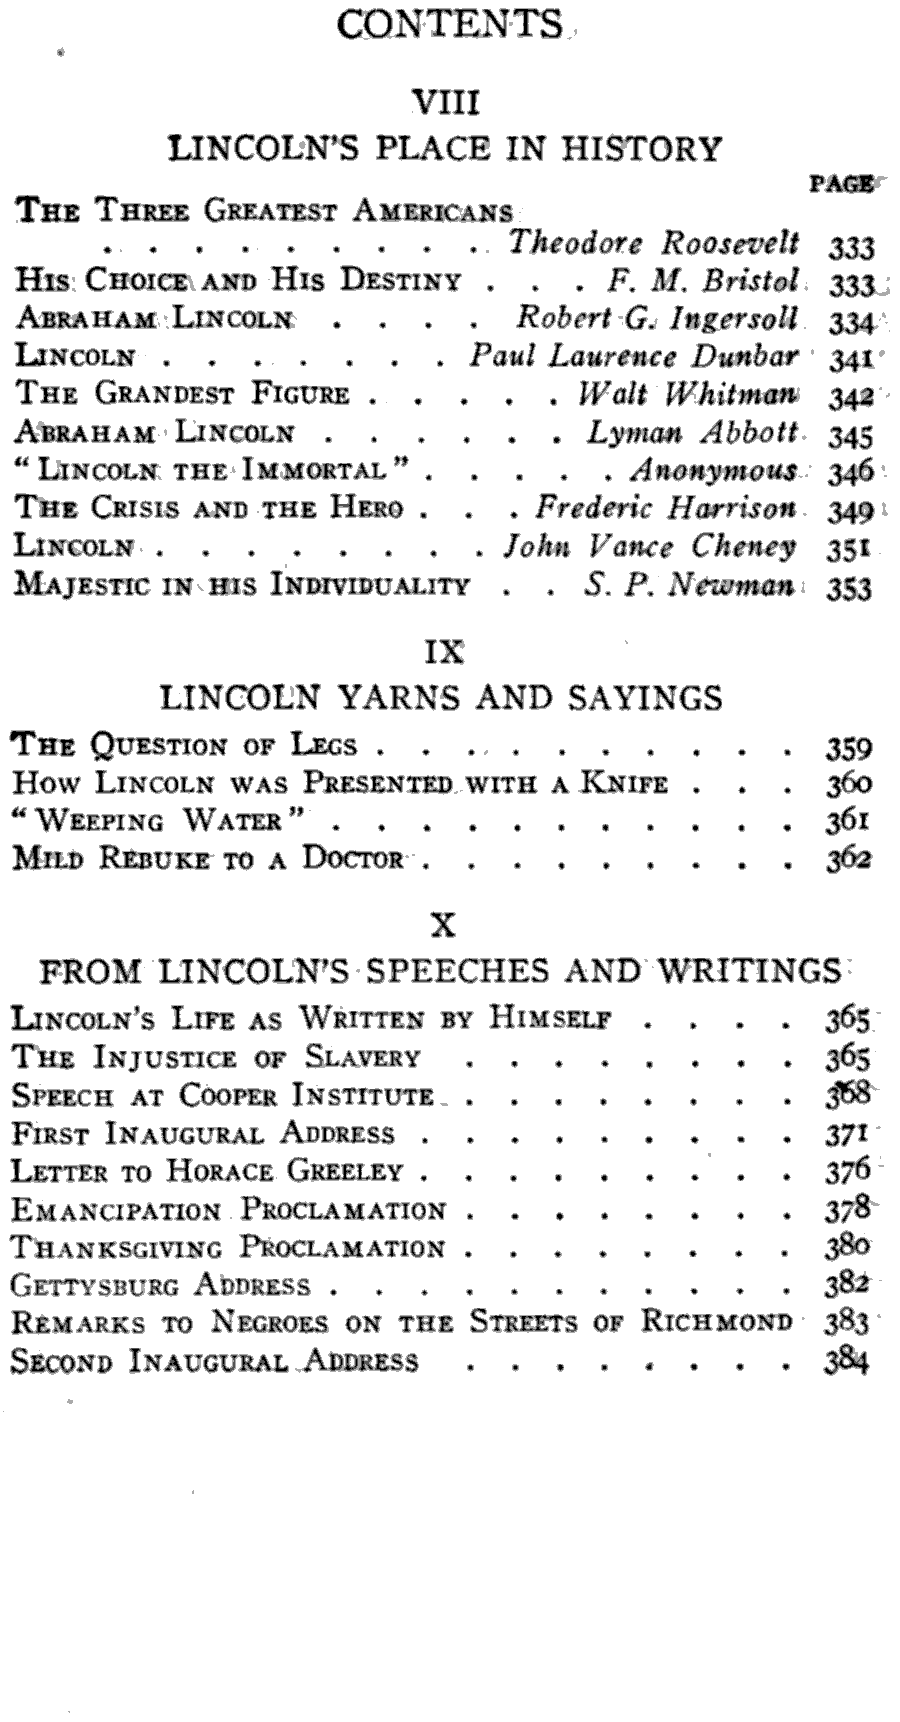 CONTENTS
VIII
LINCOLN'S PLACE IN HISTORY
PAGE
THE THREE GREATEST AMERICANS
. . . . . . . . . Theodore Roosevelt 333
HIS CHOICE AND HIS DESTINY . . . F. M. Bristol 333
ABRAHAM LINCOLN . . . . Robert G. Ingersoll 334
LINCOLN . . . . . . . Paul Laurence Dunbar 341
THE GRANDEST FIGURE . . . . . Walt Whitman 342
ABRAHAM LINCOLN . . . . . . Lyman Abbott 345
“LINCOLN THE IMMORTAL” . . . . . Anonymous 346
THE CRISIS AND THE HERO . . . Frederic Harrison 349
LINCOLN . . . . . . . . John Vance Cheney 351
MAJESTIC IN HIS INDIVIDUALITY . . S. P. Newman 353
IX
LINCOLN YARNS AND SAYINGS
THE QUESTION OF LEGS . . . . . . . . . . 359
HOW LINCOLN WAS PRESENTED WITH A KNIFE . . . 360
“WEEPING WATER” . . . . . . . . . . . 361
MILD REBUKE TO A DOCTOR . . . . . . . . . 362
X
FROM LINCOLN'S SPEECHES AND WRITINGS
LINCOLN'S LIFE AS WRITTEN BY HIMSELF . . . . 365
THE INJUSTICE OF SLAVERY . . . . . . . . 365
SPEECH AT COOPER INSTITUTE . . . . . . . . 368
FIRST INAUGURAL ADDRESS . . . . . . . . . 371
LETTER TO HORACE GREELEY . . . . . . . . . 376
EMANCIPATION PROCLAMATION . . . . . . . . 378
THANKSGIVING PROCLAMATION . . . . . . . . 380
GETTYSBURG ADDRESS . . . . . . . . . . . 382
REMARKS TO NEGROES ON THE STREETS OF RICHMOND 383
SECOND INAUGURAL ADDRESS . . . . . . . . 384